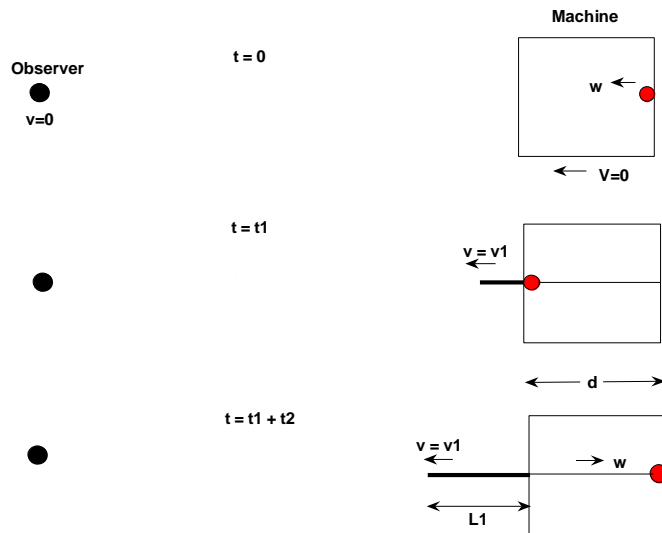 Machine
t = 0
Observer
w
v=0
V=0
t = t1
v = v1
d
t = t1 + t2
v = v1
w
L1